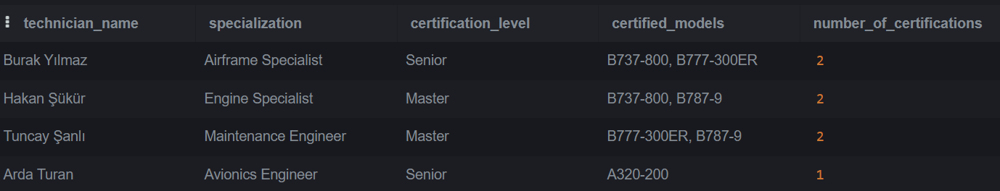 technician_name specialization certification_level certified_models number_of_certifications
Burak Yılmaz Airframe Specialist Senior B737-800, B777-300ER 2
Hakan Şükür Engine Specialist Master B737-800, B787-9 2
Tuncay Şanlı Maintenance Engineer Master B777-300ER, B787-9 2
Arda Turan Avionics Engineer Senior A320-200 1